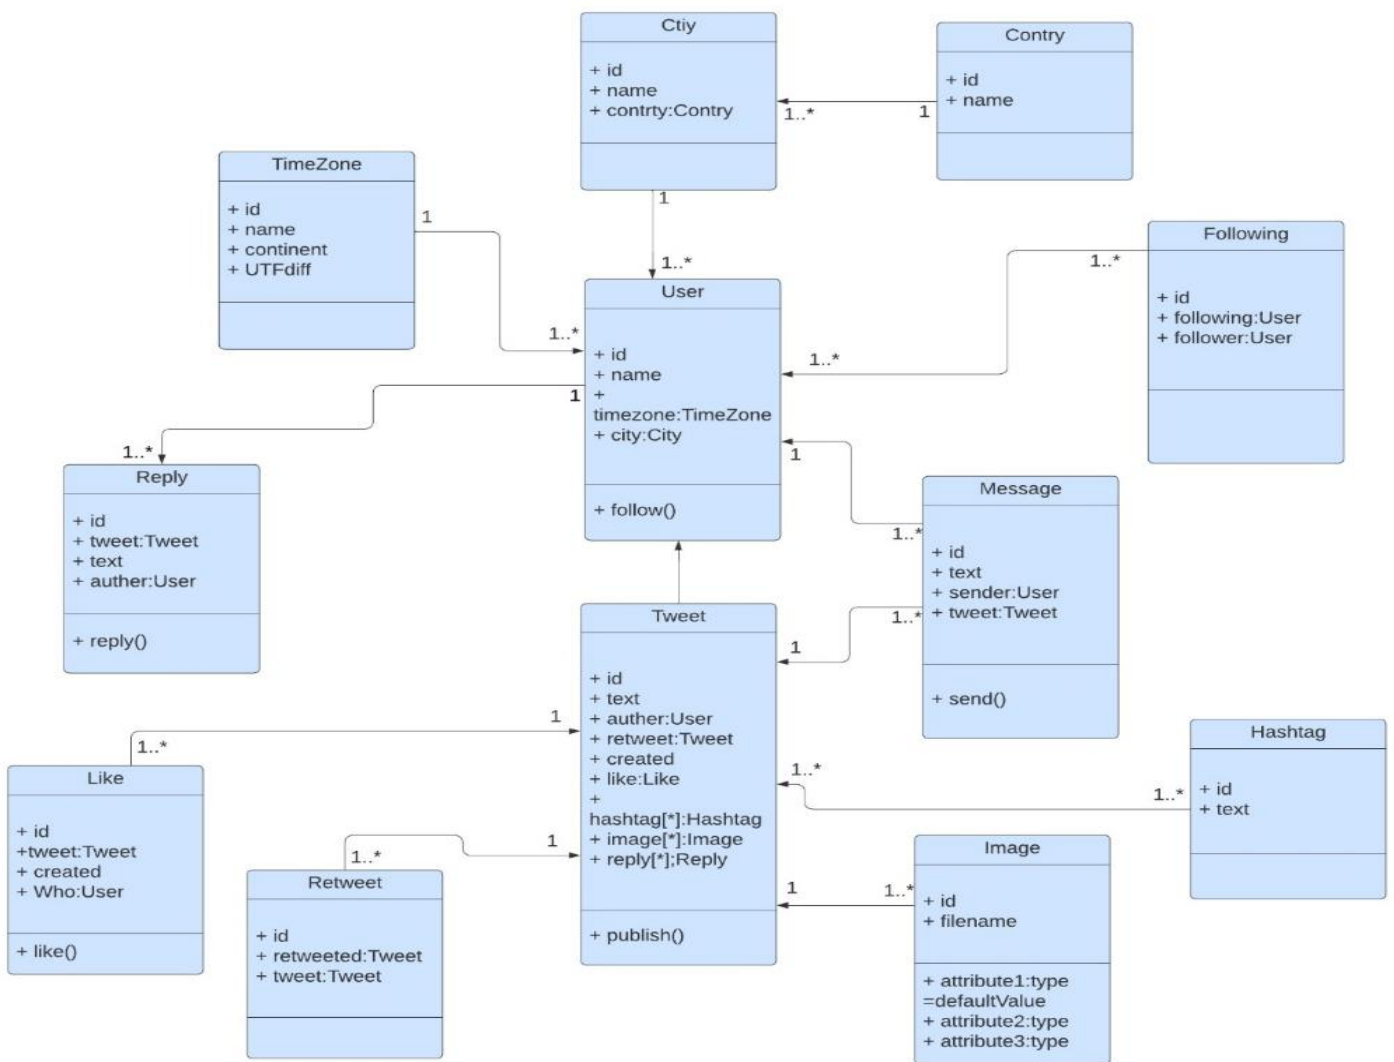 Ctiy
+ id
+ name
+ contrty:Contry
Contry
+ id
+ name
1..*
1
TimeZone
+ id
+ name
+ continent
+ UTFdiff
1
1..*
1
1..*
Following
+ id
+ following:User
+ follower:User
1..*
1..*
User
+ id
+ name
+
timezone:TimeZone
+ city:City
+ follow()
1
1..*
Reply
+ id
+ tweet:Tweet
+ text
+ auther:User
+ reply()
1
1..*
Message
+ id
+ text
+ sender:User
+ tweet:Tweet
+ send()
1..*
1
Tweet
+ id
+ text
+ auther:User
+ retweet:Tweet
+ created
+ like:Like
+
hashtag[*]:Hashtag
+ image[*]:Image
+ reply[*];Reply
+ publish()
1
1..*
Like
+ id
+tweet:Tweet
+ created
+ Who:User
+ like()
1
1..*
Retweet
+ id
+ retweeted:Tweet
+ tweet:Tweet
1..*
1..*
Hashtag
+ id
+ text
1
1..*
Image
+ id
+ filename
+ attribute1:type
=defaultValue
+ attribute2:type
+ attribute3:type